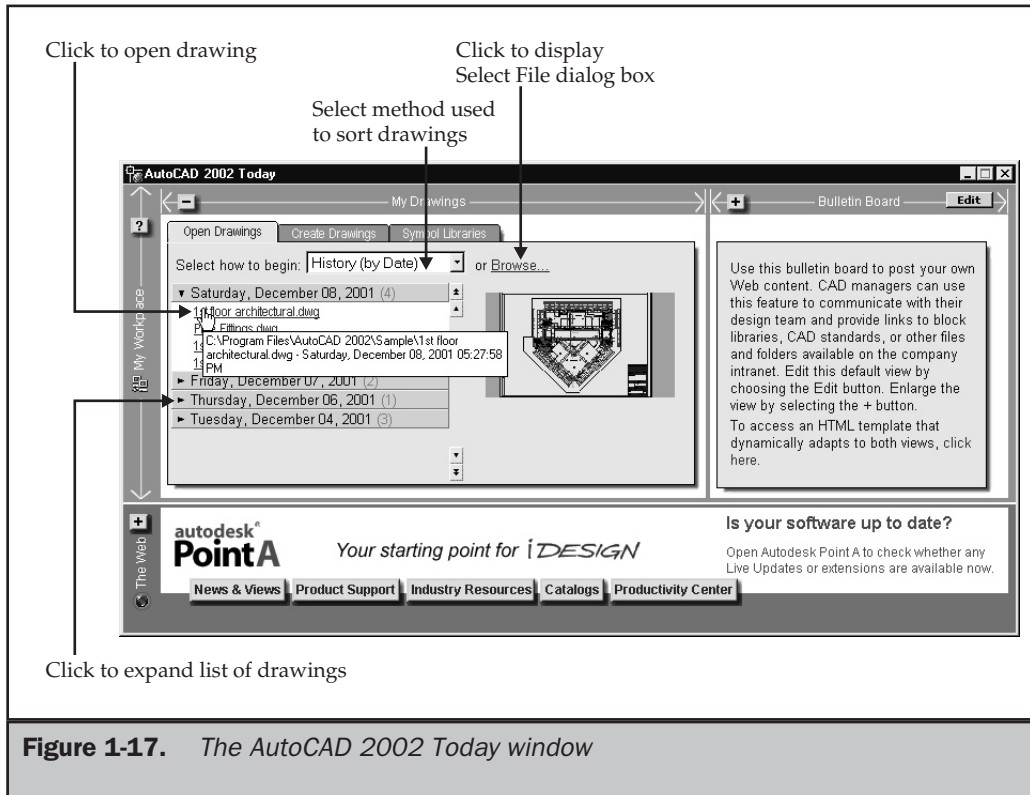 Click to open drawing
Click to display
Select File dialog box
Select method used
to sort drawings
AutoCAD 2002 Today
My Drawings
Bulletin Board
Edit
?
My Workplace
Open Drawings
Create Drawings
Symbol Libraries
Select how to begin:
History (by Date)
or Browse...
Saturday, December 08, 2001 (4)
1st floor architectural.dwg
Fittings.dwg
C:\Program Files\AutoCAD 2002\Sample\1st floor
architectural.dwg - Saturday, December 08, 2001 05:27:58
PM
Friday, December 07, 2001 (2)
Thursday, December 06, 2001 (1)
Tuesday, December 04, 2001 (3)
Use this bulletin board to post your own
Web content. CAD managers can use
this feature to communicate with their
design team and provide links to block
libraries, CAD standards, or other files
and folders available on the company
intranet. Edit this default view by
choosing the Edit button. Enlarge the
view by selecting the + button.
To access an HTML template that
dynamically adapts to both views, click
here.
The Web
autodesk
Point A
Your starting point for iDESIGN
Is your software up to date?
Open Autodesk Point A to check whether any
Live Updates or extensions are available now.
News & Views
Product Support
Industry Resources
Catalogs
Productivity Center
Click to expand list of drawings
Figure 1-17. The AutoCAD 2002 Today window